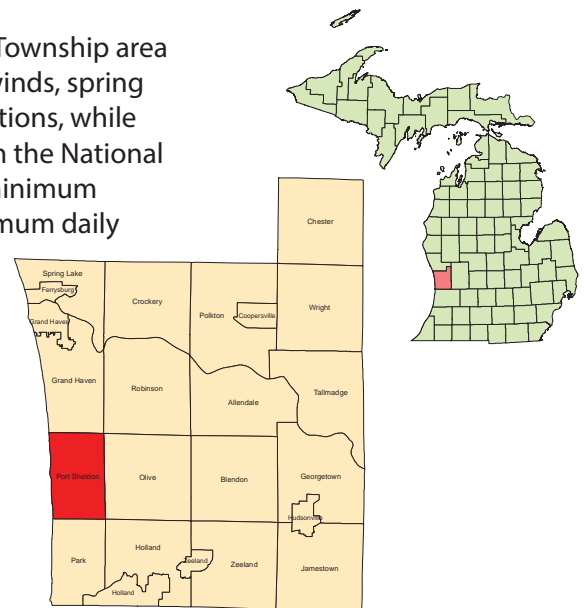 Township area
winds, spring
tions, while
n the National
ninimum
mum daily
Chester
Spring Lake
Ferrysburg
Crockery
Wright
Polkton
Coopersville
Grand Haven
Grand Haven
Robinson
Tallmadge
Allendale
Port Sheldon
Olive
Blendon
Georgetown
Hudsonville
Holland
Park
Zeeland
Zeeland
Jamestown
Holland